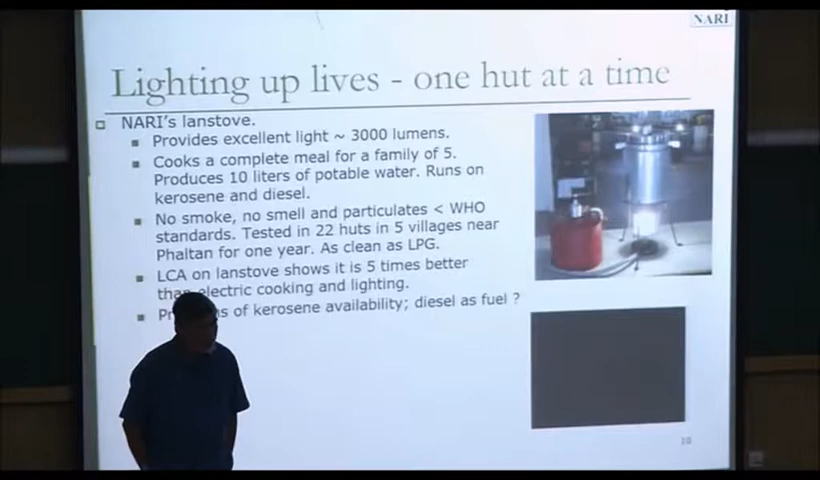 NARI
Lighting up lives - one hut at a time
NARI's lanstove.
Provides excellent light ~ 3000 lumens.
Cooks a complete meal for a family of 5.
Produces 10 liters of potable water. Runs on
kerosene and diesel.
No smoke, no smell and particulates < WHO
standards. Tested in 22 huts in 5 villages near
Phaltan for one year. As clean as LPG.
LCA on lanstove shows it is 5 times better
than electric cooking and lighting.
of kerosene availability; diesel as fuel ?
10